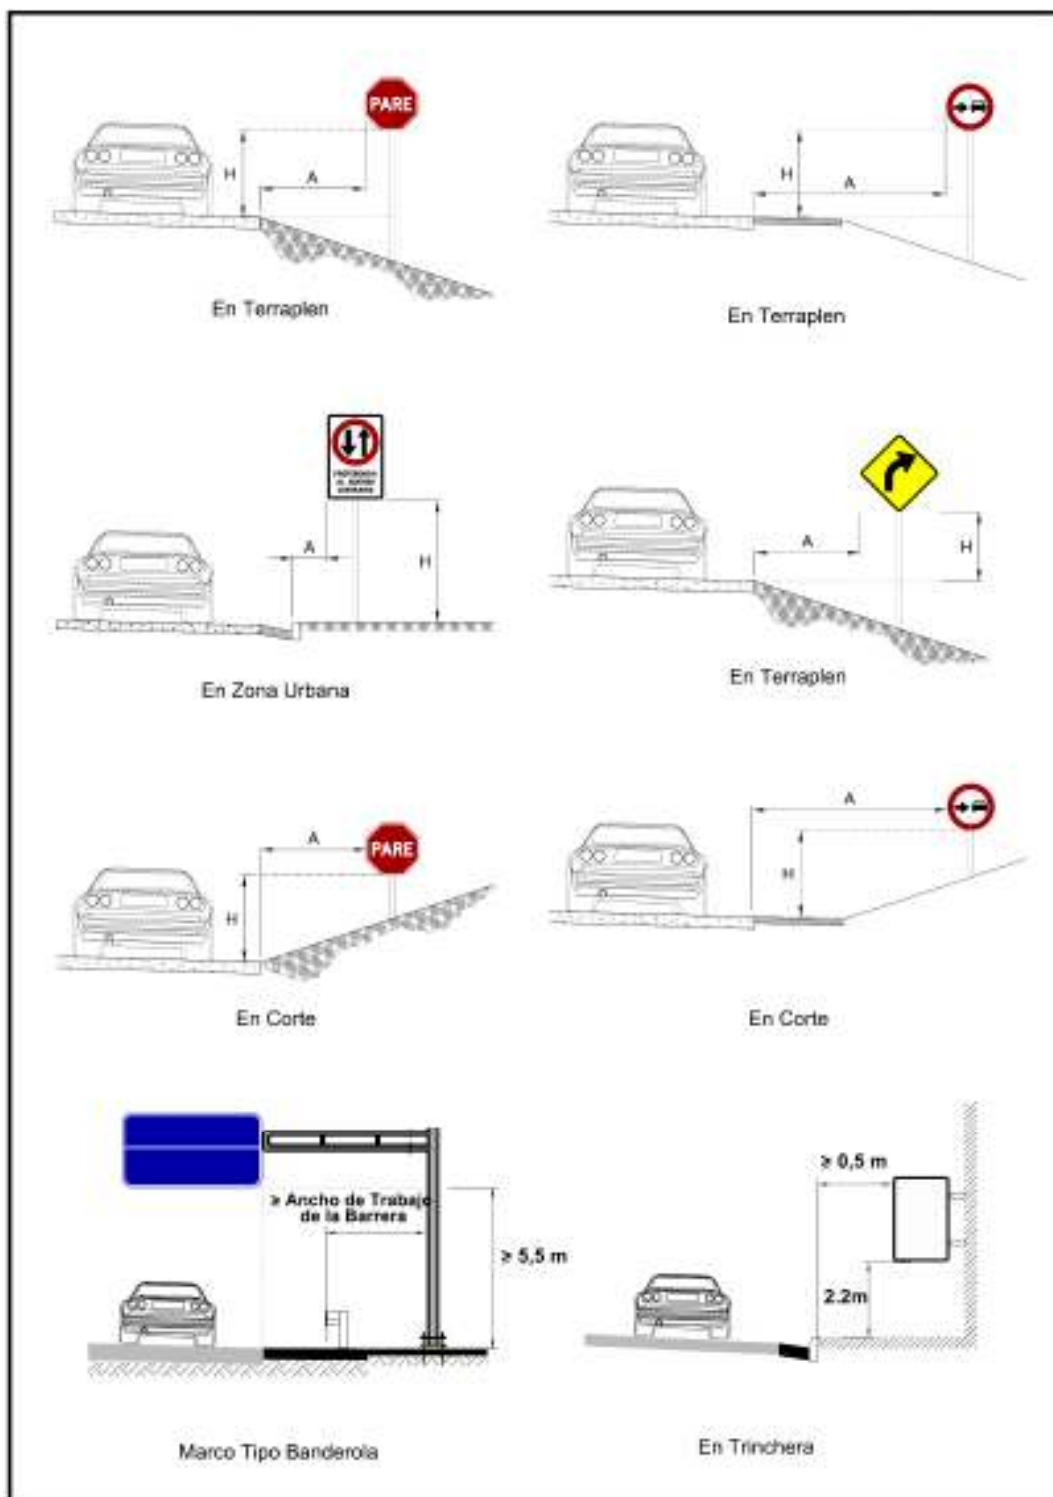 PARE
H
A
En Terraplen
H
A
En Terraplen
A
H
En Zona Urbana
A
H
En Terraplen
A
PARE
H
En Corte
A
H
En Corte
≥ Ancho de Trabajo
de la Barrera
≥ 5,5 m
Marco Tipo Banderola
≥ 0,5 m
2.2m
En Trinchera